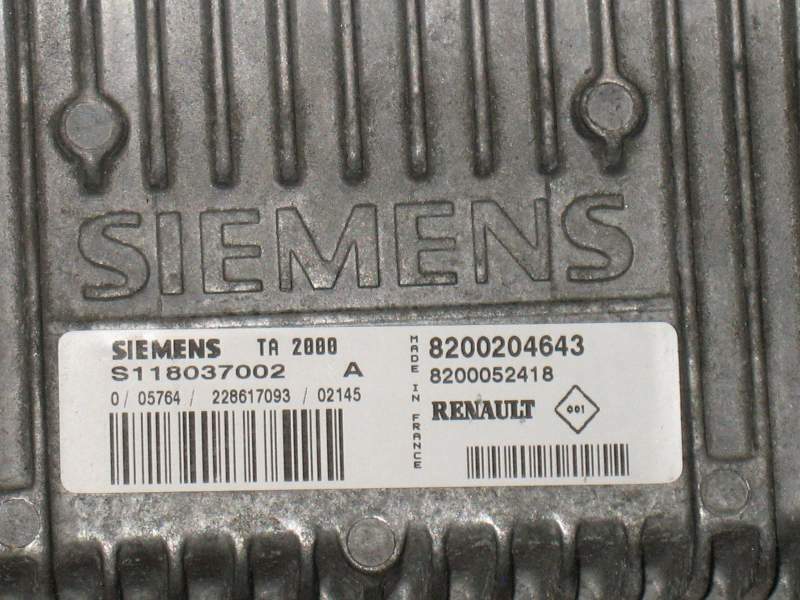 SIEMENS
SIEMENS TA 2000
S118037002 A
0/ 05764/ 228617093 / 02145
MADE IN FRANCE
8200204643
8200052418
RENAULT 001